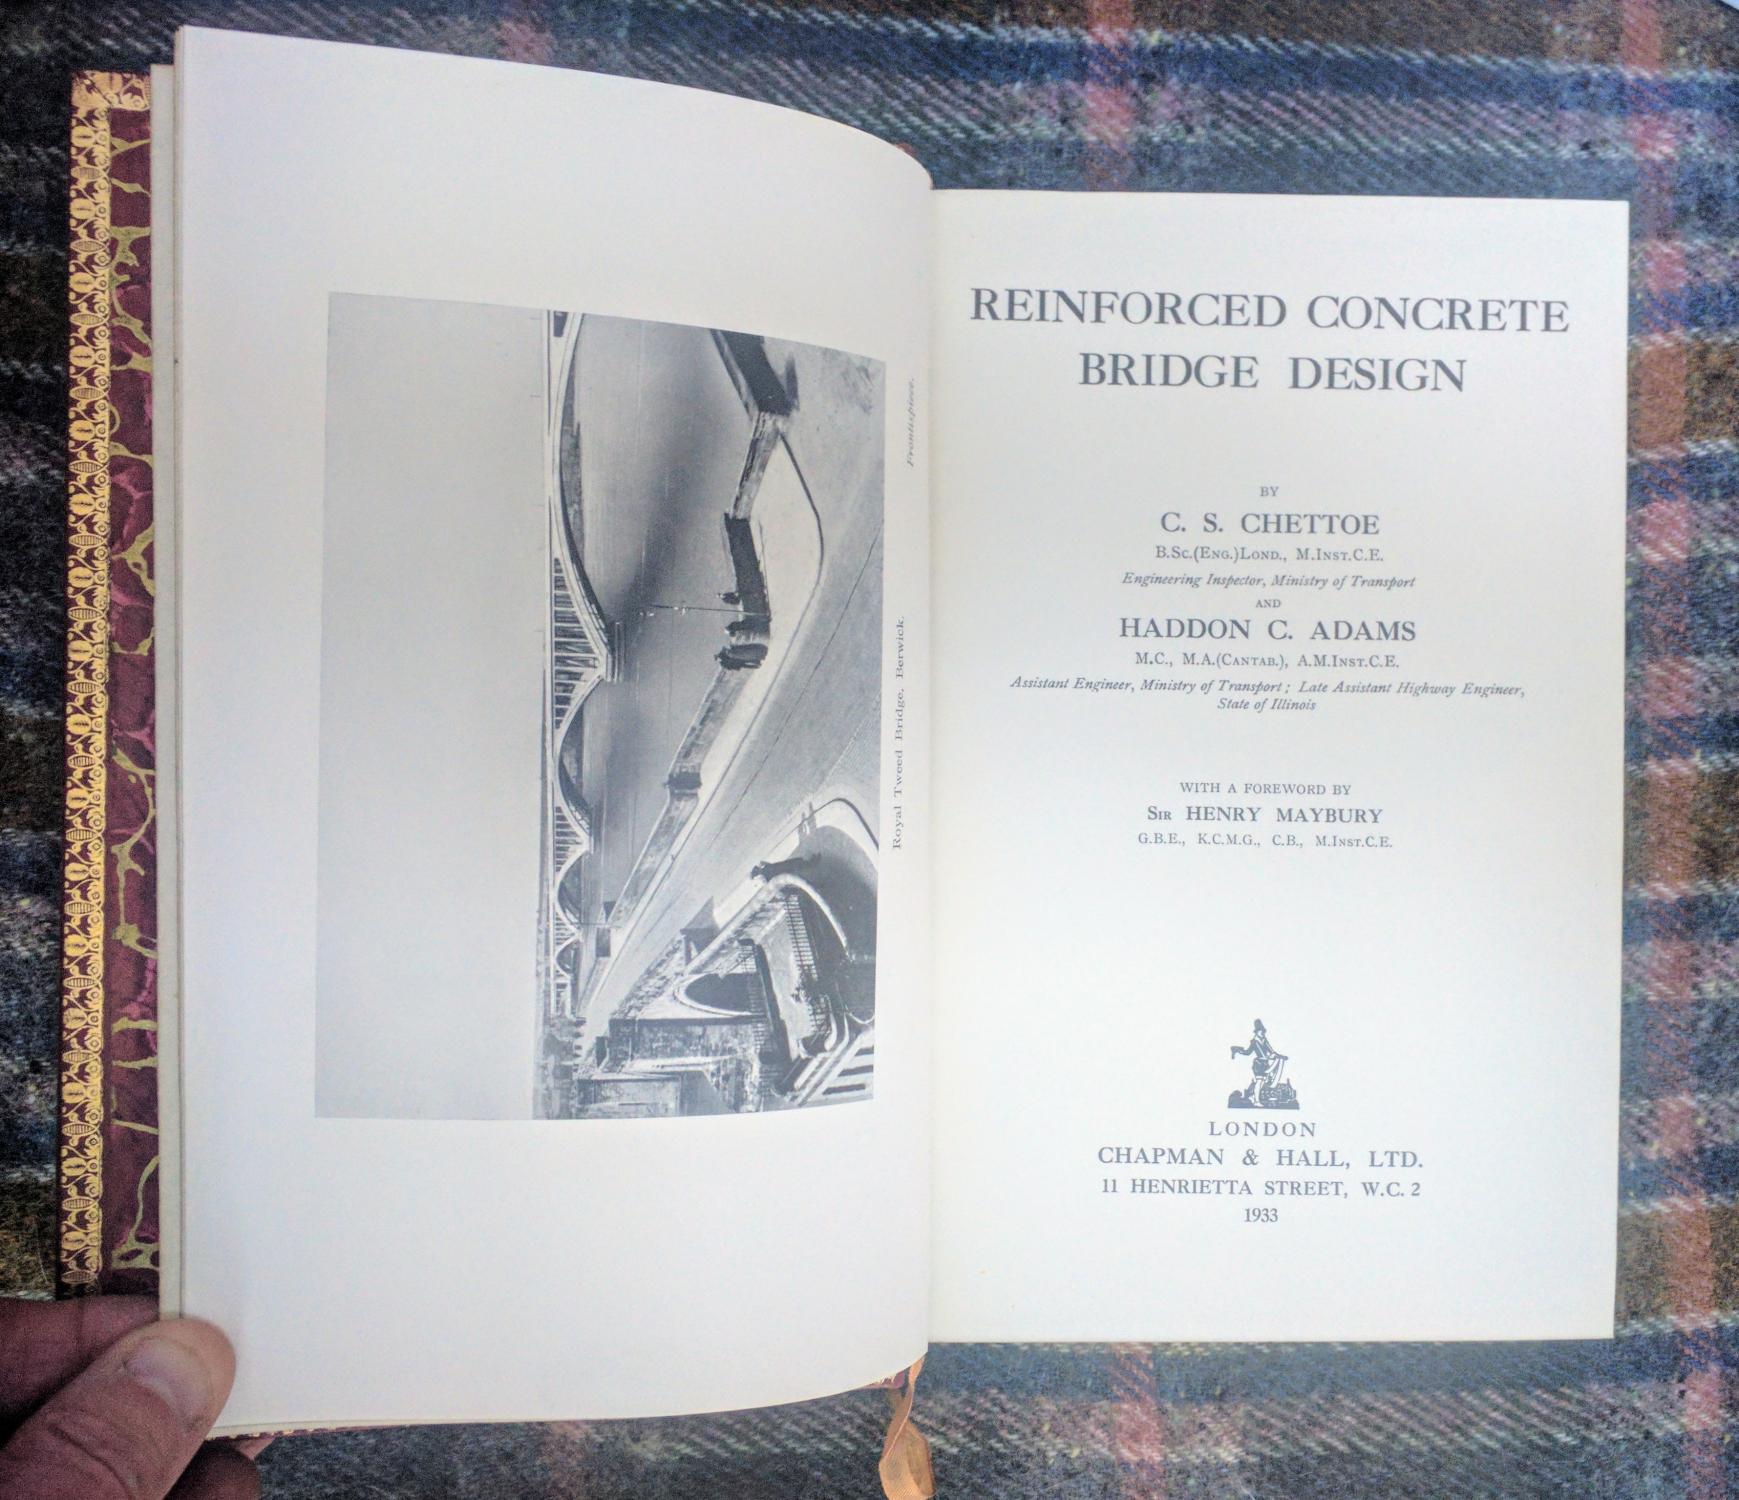 Frontispiece.
Royal Tweed Bridge, Berwick.
REINFORCED CONCRETE
BRIDGE DESIGN
BY
C. S. CHETTOE
B.Sc.(Eng.)Lond., M.Inst.C.E.
Engineering Inspector, Ministry of Transport
AND
HADDON C. ADAMS
M.C., M.A.(Cantab.), A.M.Inst.C.E.
Assistant Engineer, Ministry of Transport; Late Assistant Highway Engineer,
State of Illinois
WITH A FOREWORD BY
Sir HENRY MAYBURY
G.B.E., K.C.M.G., C.B., M.Inst.C.E.
LONDON
CHAPMAN & HALL, LTD.
11 HENRIETTA STREET, W.C. 2
1933